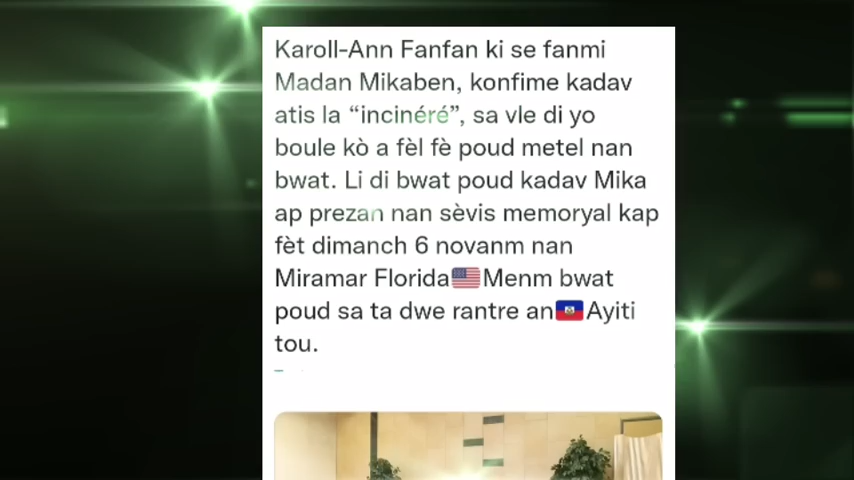 Karoll-Ann Fanfan ki se fanmi
Madan Mikaben, konfime kadav
atis la “incinéré”, sa vle di yo
boule kò a fèl fè poud metel nan
bwat. Li di bwat poud kadav Mika
ap prezan nan sèvis memoryal kap
fèt dimanch 6 novanm nan
Miramar Florida🇺🇸Menm bwat
poud sa ta dwe rantre an🇭🇹Ayiti
tou.